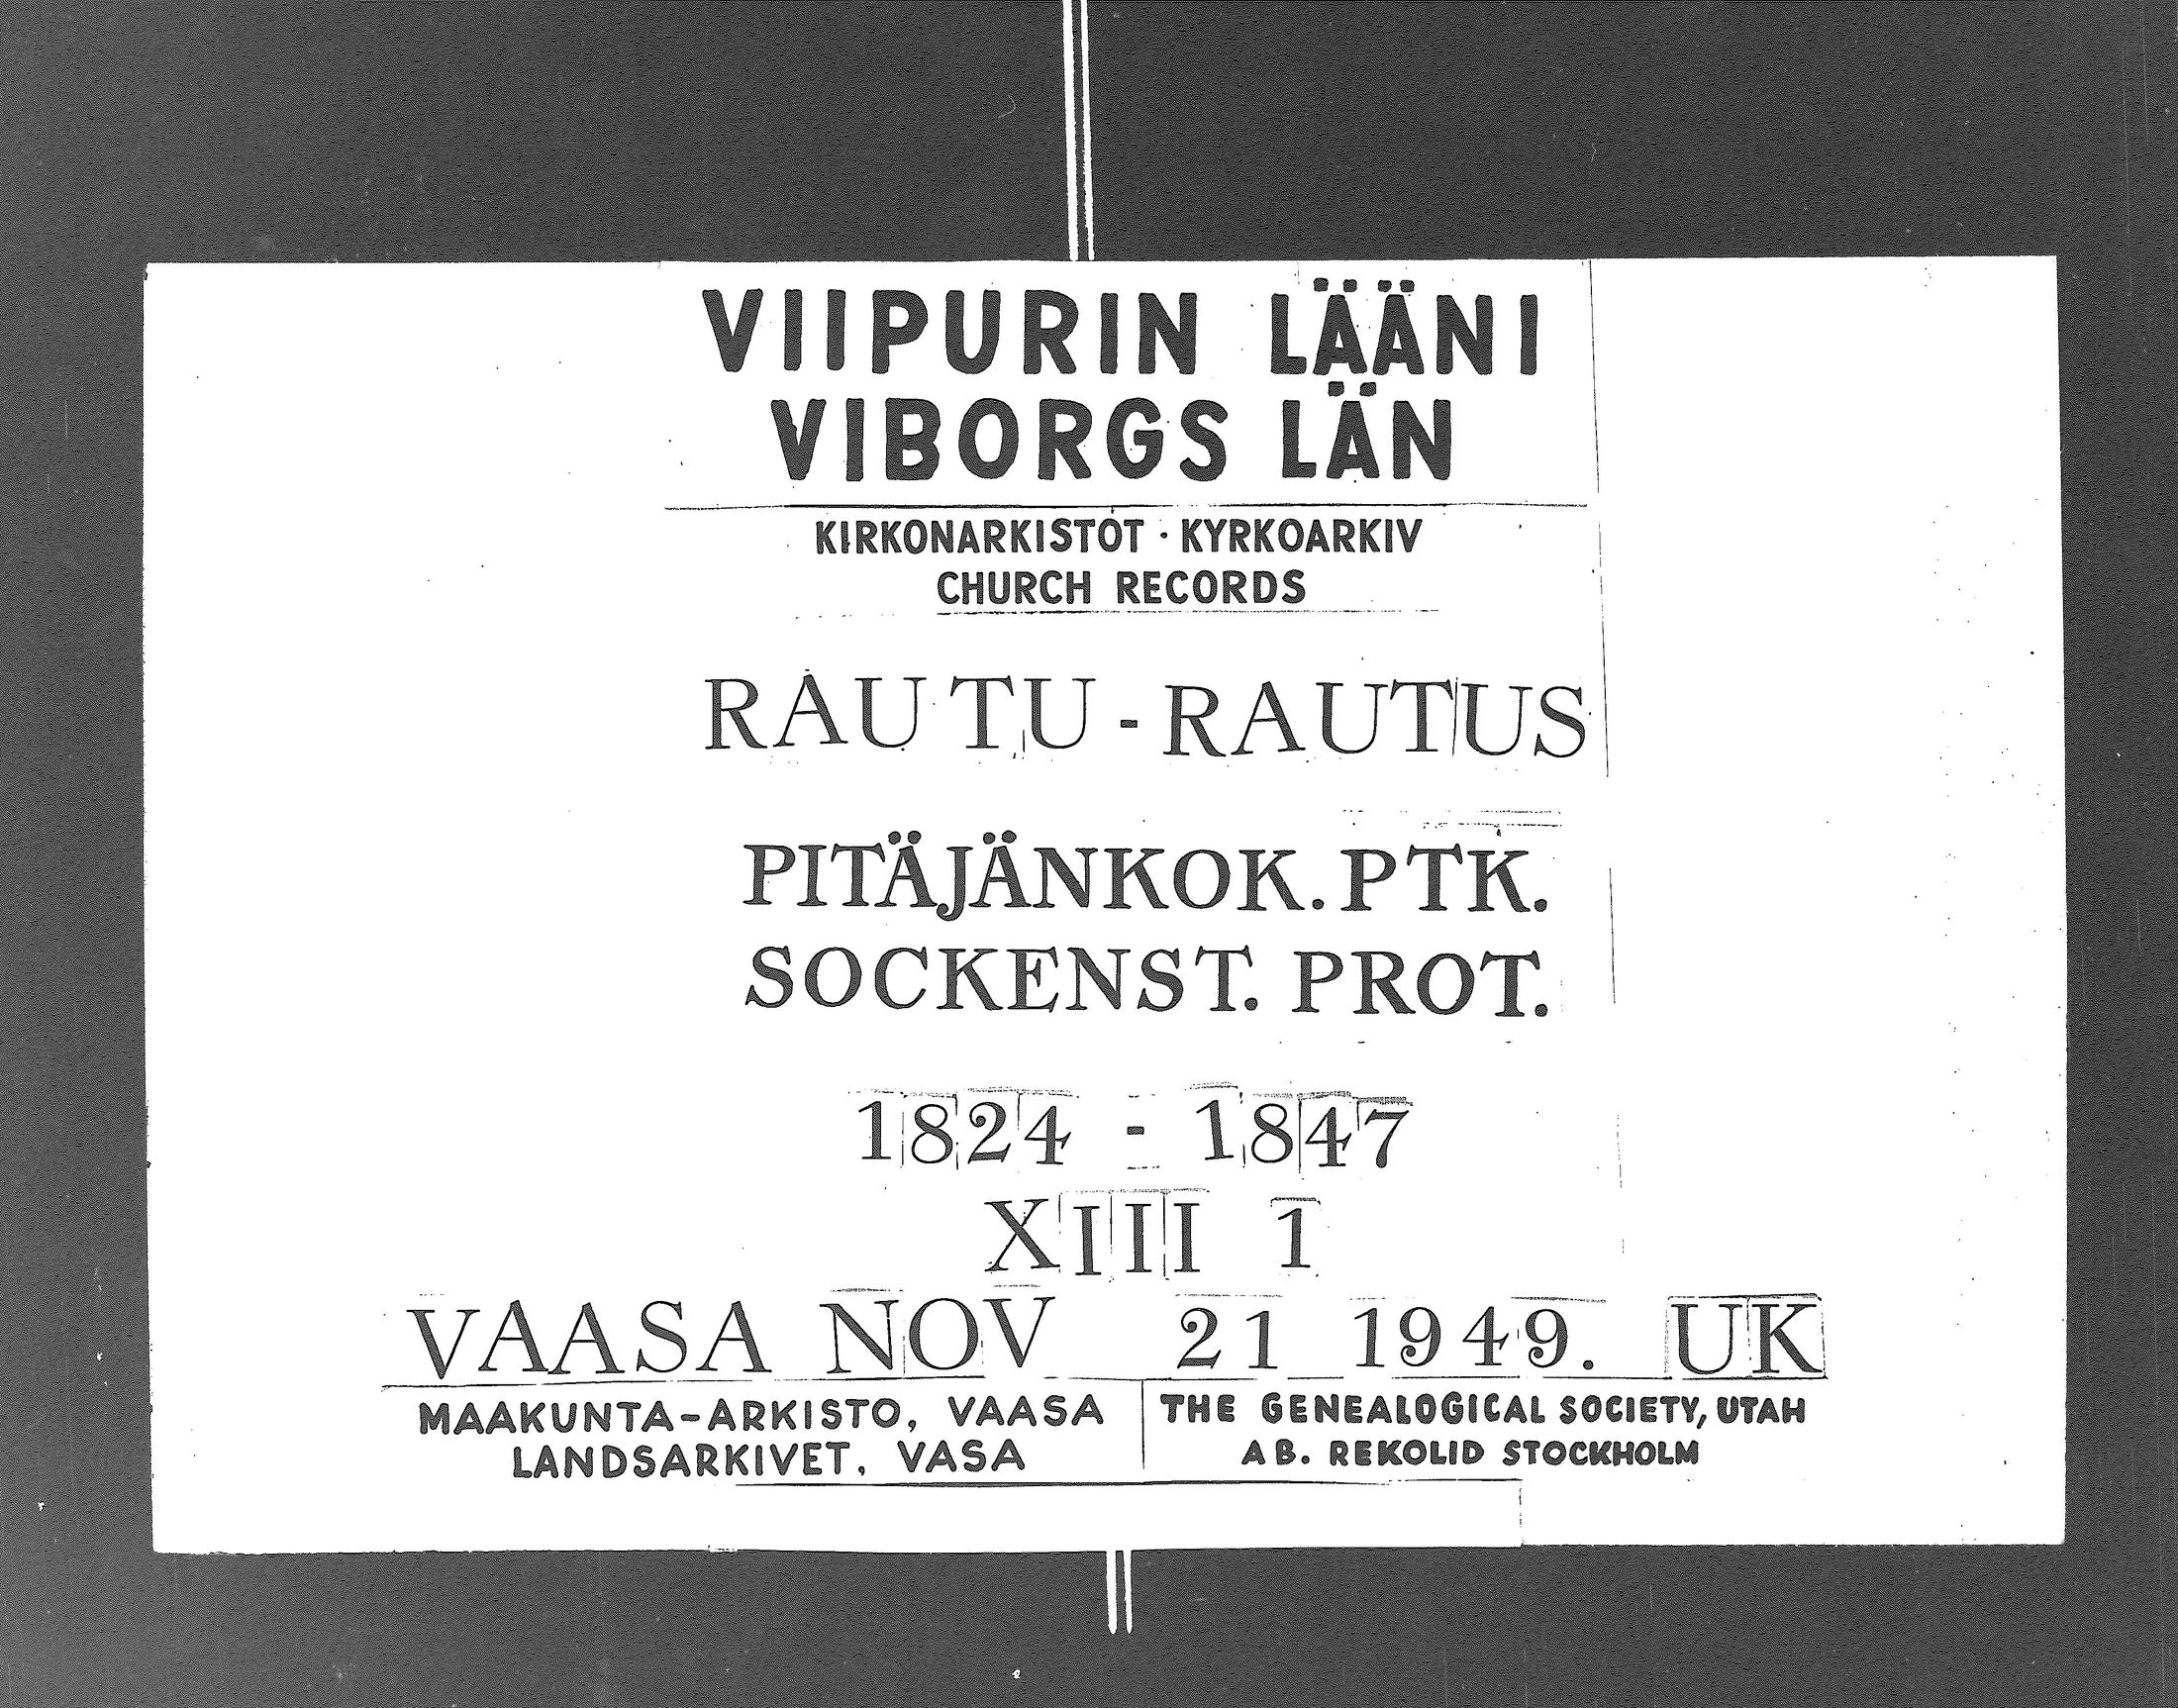 VIIPURIN LÄÄNI
VIBORGS LÄN
KIRKONARKISTOT · KYRKOARKIV
CHURCH RECORDS
RAUTU - RAUTUS
PITÄJÄNKOK. PTK.
SOCKENST. PROT.
1824 - 1847
XIII 1
VAASA NOV 21 1949. UK
MAAKUNTA-ARKISTO, VAASA
LANDSARKIVET, VASA
THE GENEALOGICAL SOCIETY, UTAH
AB. REKOLID STOCKHOLM